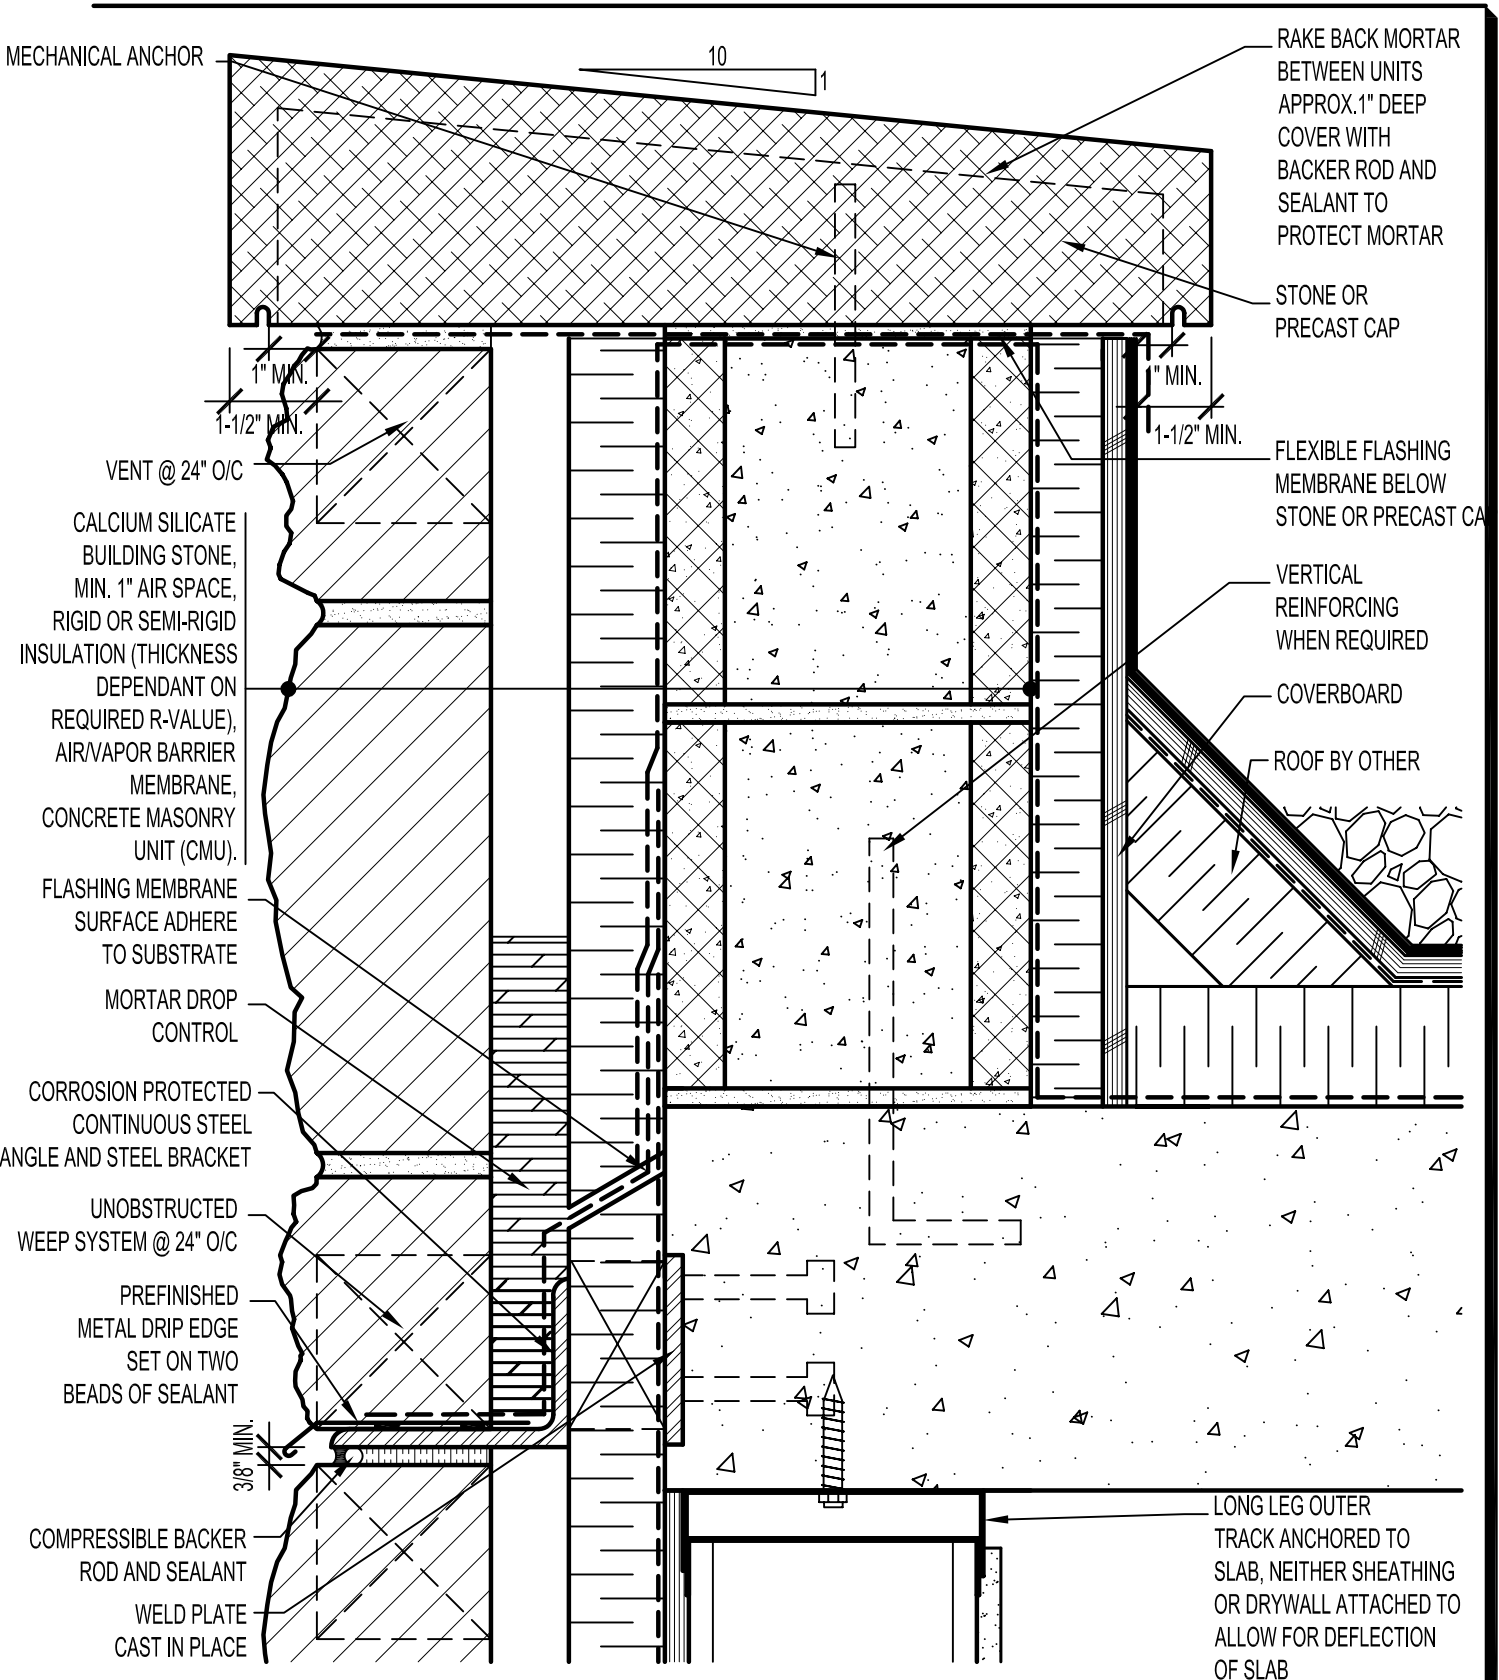 MECHANICAL ANCHOR
10
1
RAKE BACK MORTAR
BETWEEN UNITS
APPROX.1" DEEP
COVER WITH
BACKER ROD AND
SEALANT TO
PROTECT MORTAR
STONE OR
PRECAST CAP
1" MIN.
1-1/2" MIN.
" MIN.
1-1/2" MIN.
VENT @ 24" O/C
FLEXIBLE FLASHING
MEMBRANE BELOW
STONE OR PRECAST CA
CALCIUM SILICATE
BUILDING STONE,
MIN. 1" AIR SPACE,
RIGID OR SEMI-RIGID
INSULATION (THICKNESS
DEPENDANT ON
REQUIRED R-VALUE),
AIR/VAPOR BARRIER
MEMBRANE,
CONCRETE MASONRY
UNIT (CMU).
VERTICAL
REINFORCING
WHEN REQUIRED
COVERBOARD
ROOF BY OTHER
FLASHING MEMBRANE
SURFACE ADHERE
TO SUBSTRATE
MORTAR DROP
CONTROL
CORROSION PROTECTED
CONTINUOUS STEEL
ANGLE AND STEEL BRACKET
UNOBSTRUCTED
WEEP SYSTEM @ 24" O/C
PREFINISHED
METAL DRIP EDGE
SET ON TWO
BEADS OF SEALANT
3/8" MIN.
COMPRESSIBLE BACKER
ROD AND SEALANT
WELD PLATE
CAST IN PLACE
LONG LEG OUTER
TRACK ANCHORED TO
SLAB, NEITHER SHEATHING
OR DRYWALL ATTACHED TO
ALLOW FOR DEFLECTION
OF SLAB